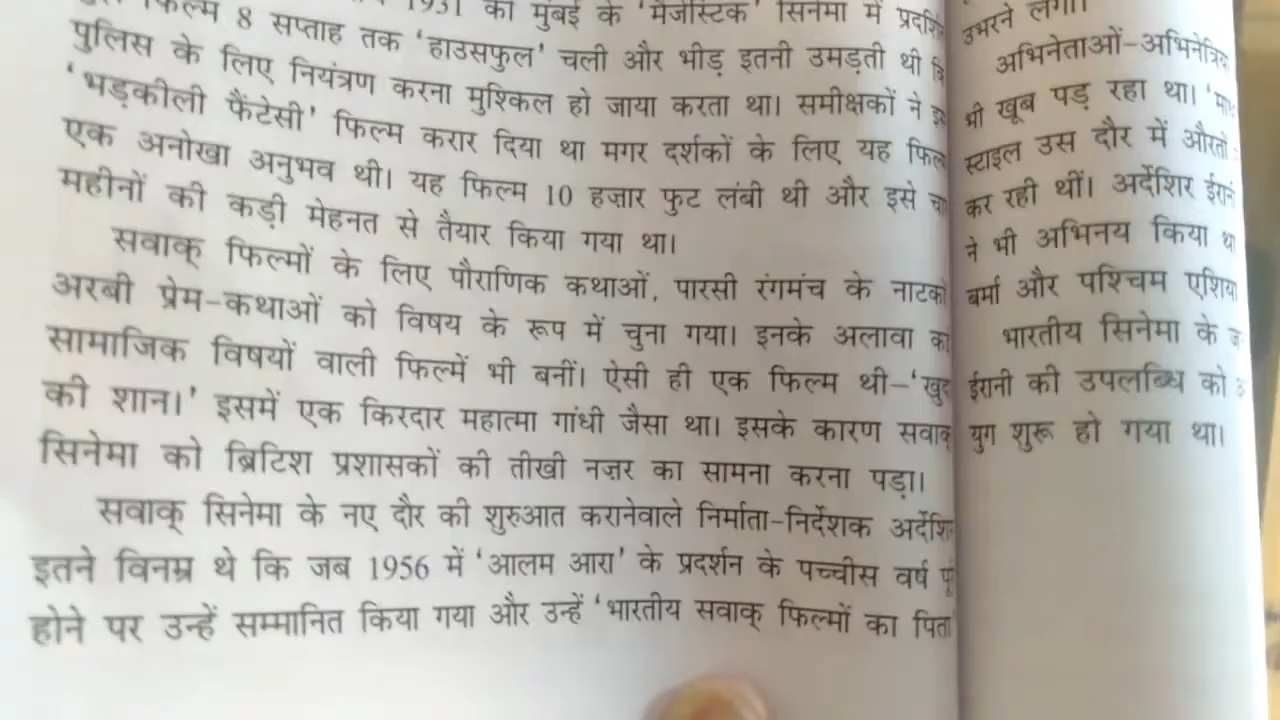 1931 को मुंबई के 'मैजेस्टिक' सिनेमा में
फिल्म 8 सप्ताह तक 'हाउसफुल' चली और भीड़ इतनी उमड़ती थी
पुलिस के लिए नियंत्रण करना मुश्किल हो जाया करता था। समीक्षकों ने
'भड़कीली फैंटेसी' फिल्म करार दिया था मगर दर्शकों के लिए यह
एक अनोखा अनुभव थी। यह फिल्म 10 हज़ार फुट लंबी थी और इसे
महीनों की कड़ी मेहनत से तैयार किया गया था।
सवाक् फिल्मों के लिए पौराणिक कथाओं, पारसी रंगमंच के
अरबी प्रेम-कथाओं को विषय के रूप में चुना गया। इनके अलावा
सामाजिक विषयों वाली फिल्में भी बनीं। ऐसी ही एक फिल्म थी-
की शान।' इसमें एक किरदार महात्मा गांधी जैसा था। इसके कारण
सिनेमा को ब्रिटिश प्रशासकों की तीखी नज़र का सामना करना पड़ा।
सवाक् सिनेमा के नए दौर की शुरुआत करानेवाले निर्माता-निर्देशक
इतने विनम्र थे कि जब 1956 में 'आलम आरा' के प्रदर्शन के पच्चीस वर्ष
होने पर उन्हें सम्मानित किया गया और उन्हें 'भारतीय सवाक् फिल्मों का पिता
उभरने लगी।
अभिनेताओं-
भी खूब पड़ रहा था।
स्टाइल उस दौर में
कर रही थीं। अर्देशिर
ने भी अभिनय किया
बर्मा और पश्चिम एशिया
भारतीय सिनेमा के
ईरानी की उपलब्धि को
युग शुरू हो गया था।